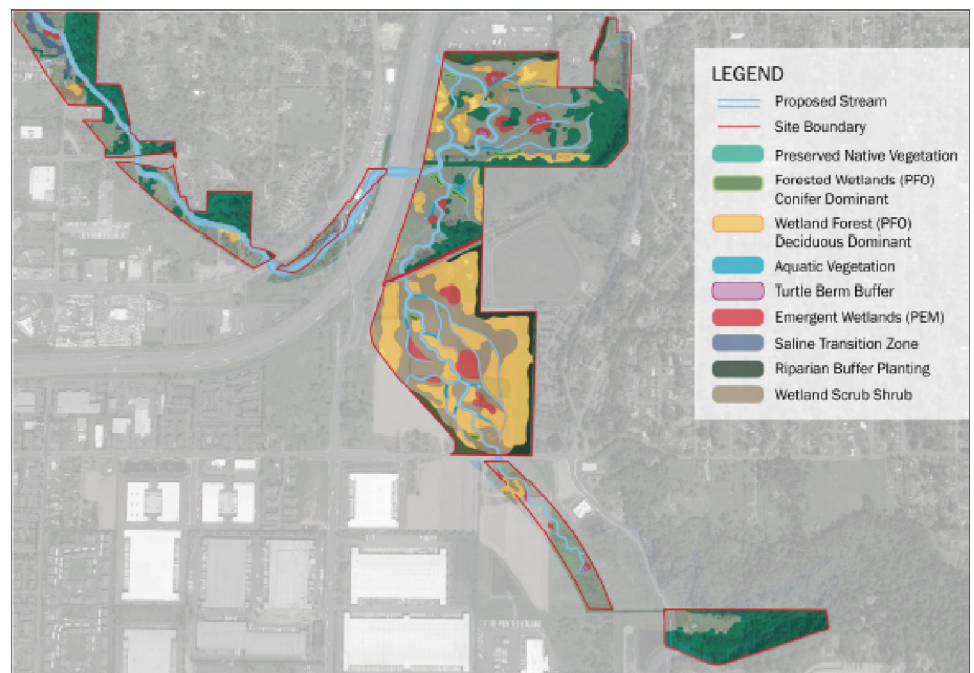 LEGEND
Proposed Stream
Site Boundary
Preserved Native Vegetation
Forested Wetlands (PFO)
Conifer Dominant
Wetland Forest (PFO)
Deciduous Dominant
Aquatic Vegetation
Turtle Berm Buffer
Emergent Wetlands (PEM)
Saline Transition Zone
Riparian Buffer Planting
Wetland Scrub Shrub